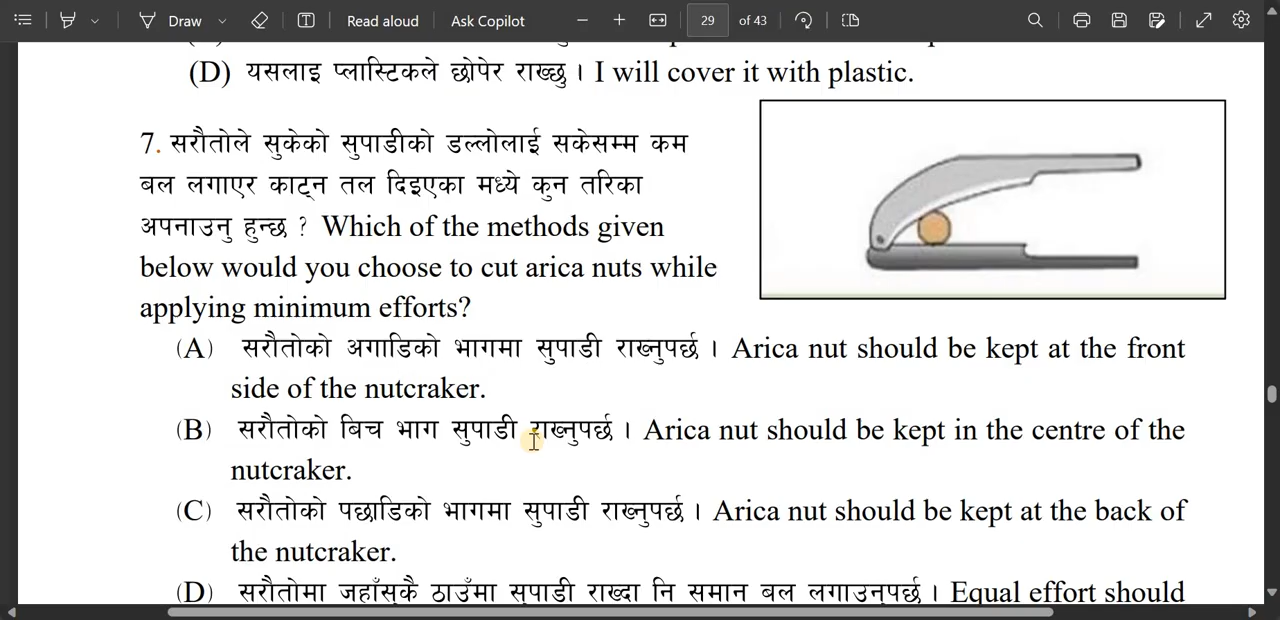 Draw
Read aloud
Ask Copilot
29
of 43
(D) यसलाइ प्लास्टिकले छोपेर राख्छु । I will cover it with plastic.
7. सरौतोले सुकेको सुपाडीको डल्लोलाई सकेसम्म कम
बल लगाएर काट्न तल दिइएका मध्ये कुन तरिका
अपनाउनु हुन्छ ? Which of the methods given
below would you choose to cut arica nuts while
applying minimum efforts?
(A) सरौतोको अगाडिको भागमा सुपाडी राख्नुपर्छ । Arica nut should be kept at the front
side of the nutcraker.
(B) सरौतोको बिच भाग सुपाडी राख्नुपर्छ । Arica nut should be kept in the centre of the
nutcraker.
(C) सरौतोको पछाडिको भागमा सुपाडी राख्नुपर्छ । Arica nut should be kept at the back of
the nutcraker.
(D) सरौतोमा जहाँसुकै ठाउँमा सुपाडी राख्दा नि समान बल लगाउनुपर्छ । Equal effort should